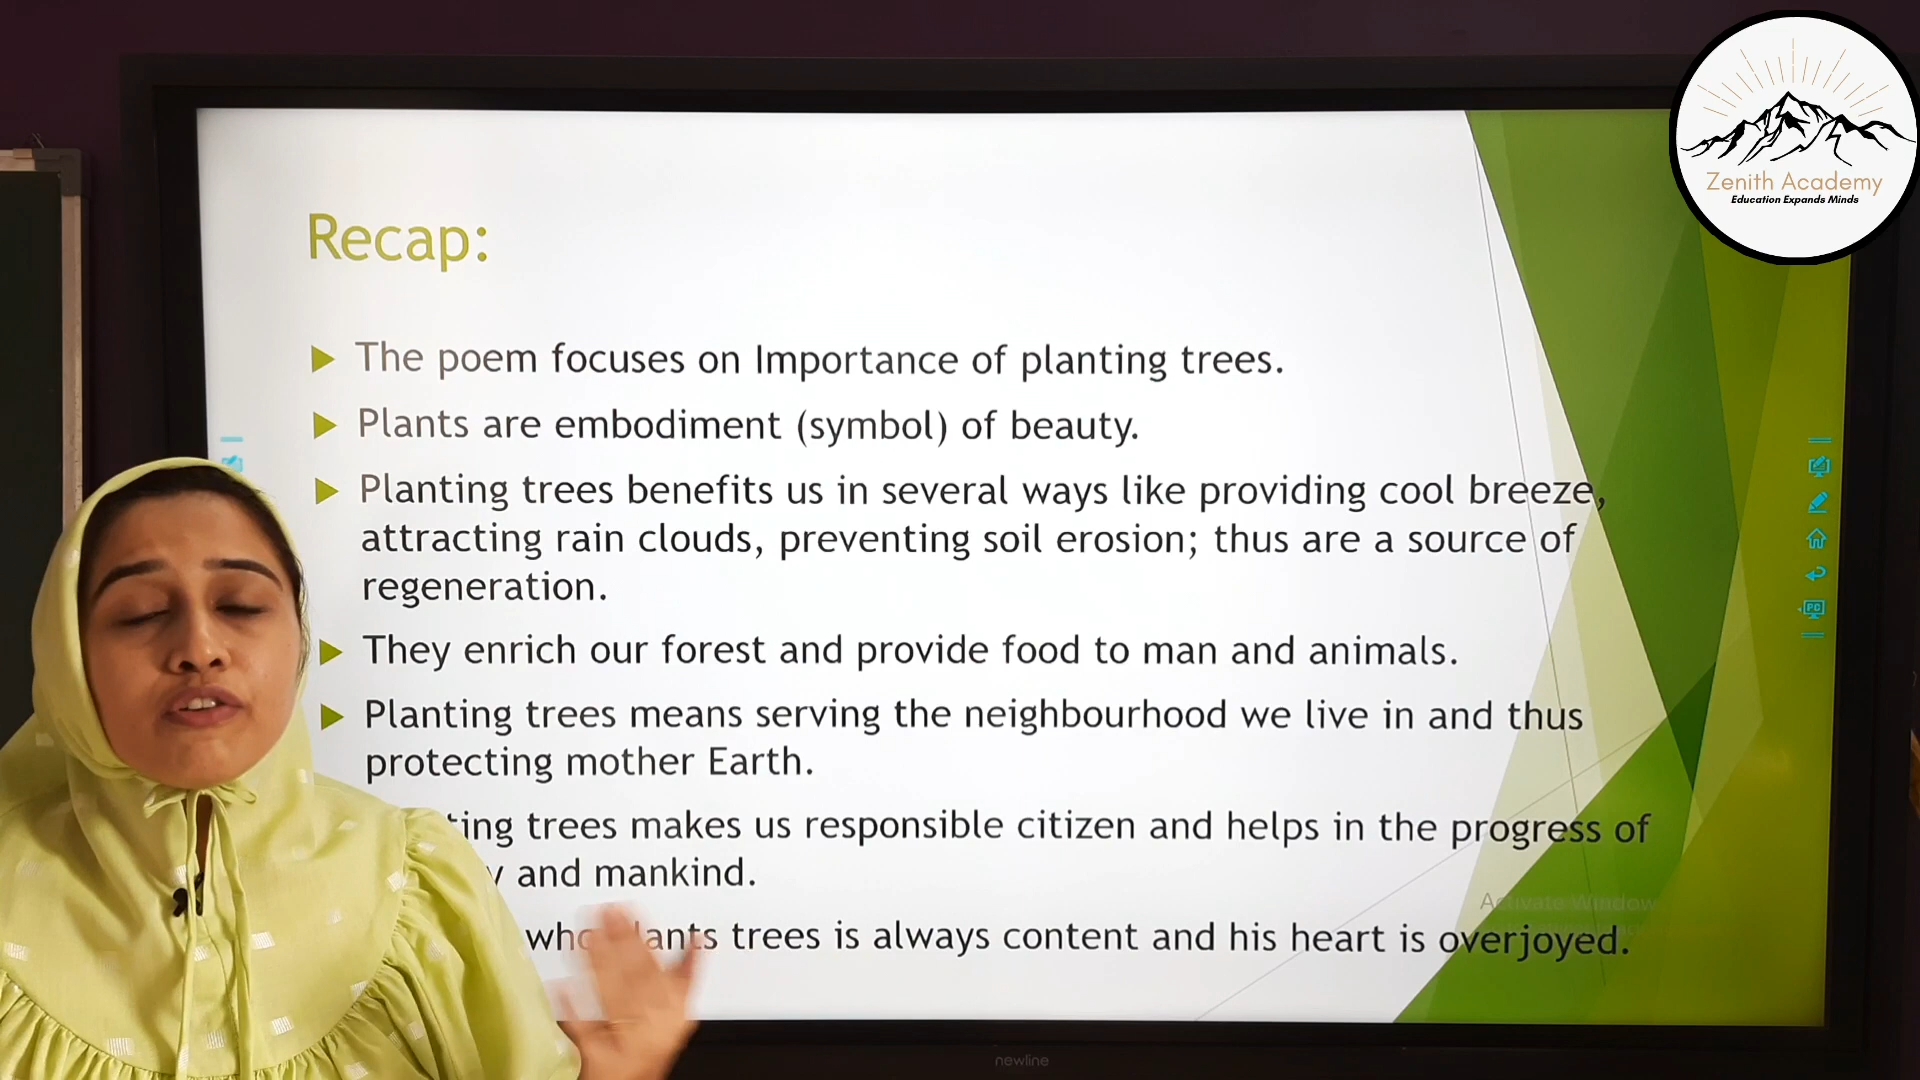 Zenith Academy
Education Expands Minds
Recap:
The poem focuses on Importance of planting trees.
Plants are embodiment (symbol) of beauty.
Planting trees benefits us in several ways like providing cool breeze,
attracting rain clouds, preventing soil erosion; thus are a source of
regeneration.
They enrich our forest and provide food to man and animals.
Planting trees means serving the neighbourhood we live in and thus
protecting mother Earth.
trees makes us responsible citizen and helps in the progress of
and mankind.
trees is always content and his heart is overjoyed.
Activate Window
PC
newline